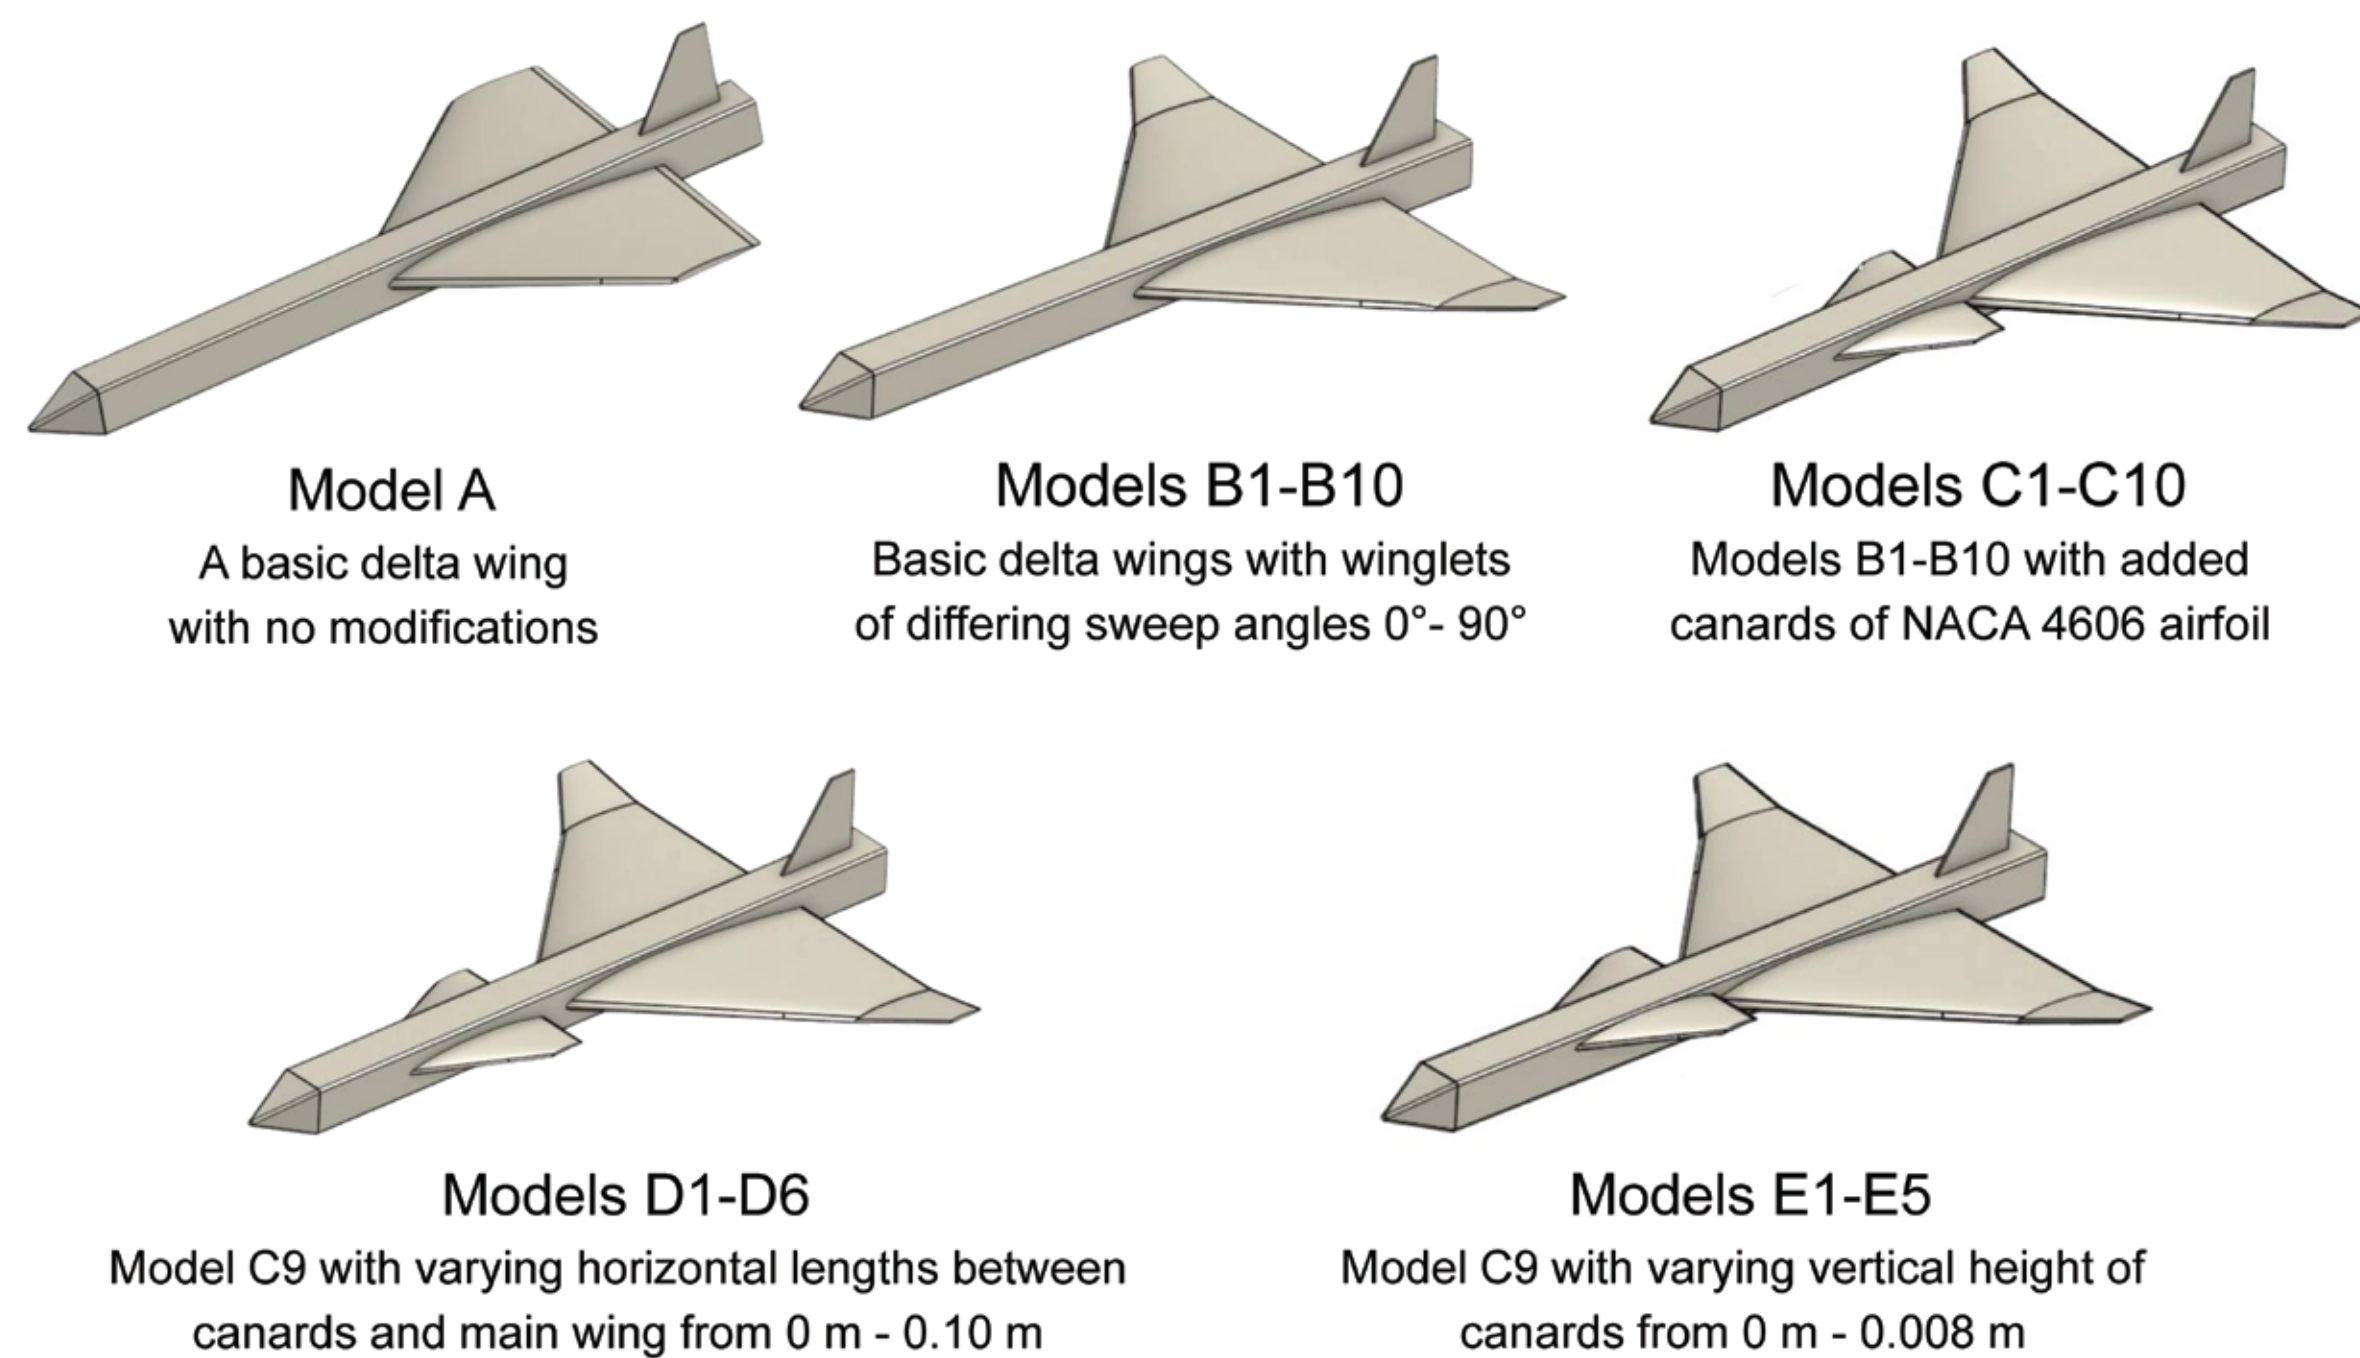 Model A
A basic delta wing
with no modifications
Models B1-B10
Basic delta wings with winglets
of differing sweep angles 0°- 90°
Models C1-C10
Models B1-B10 with added
canards of NACA 4606 airfoil
Models D1-D6
Model C9 with varying horizontal lengths between
canards and main wing from 0 m - 0.10 m
Models E1-E5
Model C9 with varying vertical height of
canards from 0 m - 0.008 m